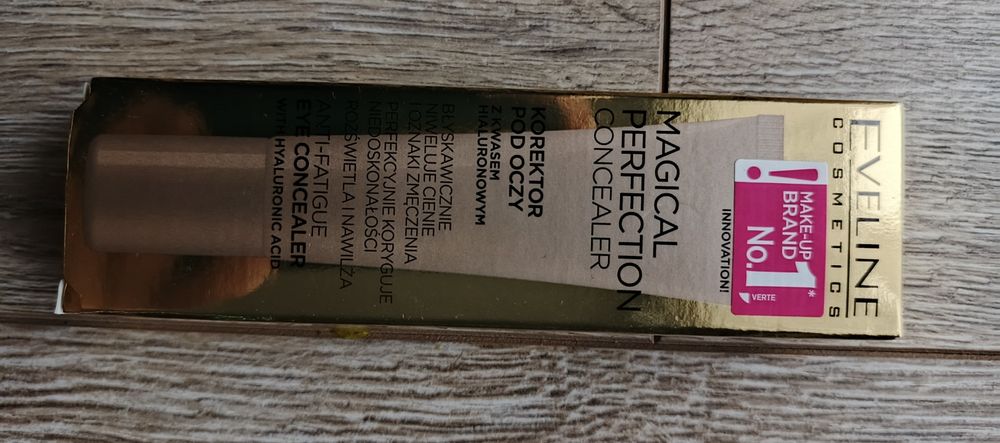 EVELINE
COSMETICS
MAKE-UP
BRAND
No.1*
VERTE
INNOVATION!
MAGICAL
PERFECTION
CONCEALER
KOREKTOR
POD OCZY
Z KWASEM
HIALURONOWYM
BŁYSKAWICZNIE
NIWELUJE CIENIE
I OZNAKI ZMĘCZENIA
PERFEKCYJNIE KORYGUJE
NIEDOSKONAŁOŚCI
ROZŚWIETLA I NAWILŻA
ANTI-FATIGUE
EYE CONCEALER
WITH HYALURONIC ACID